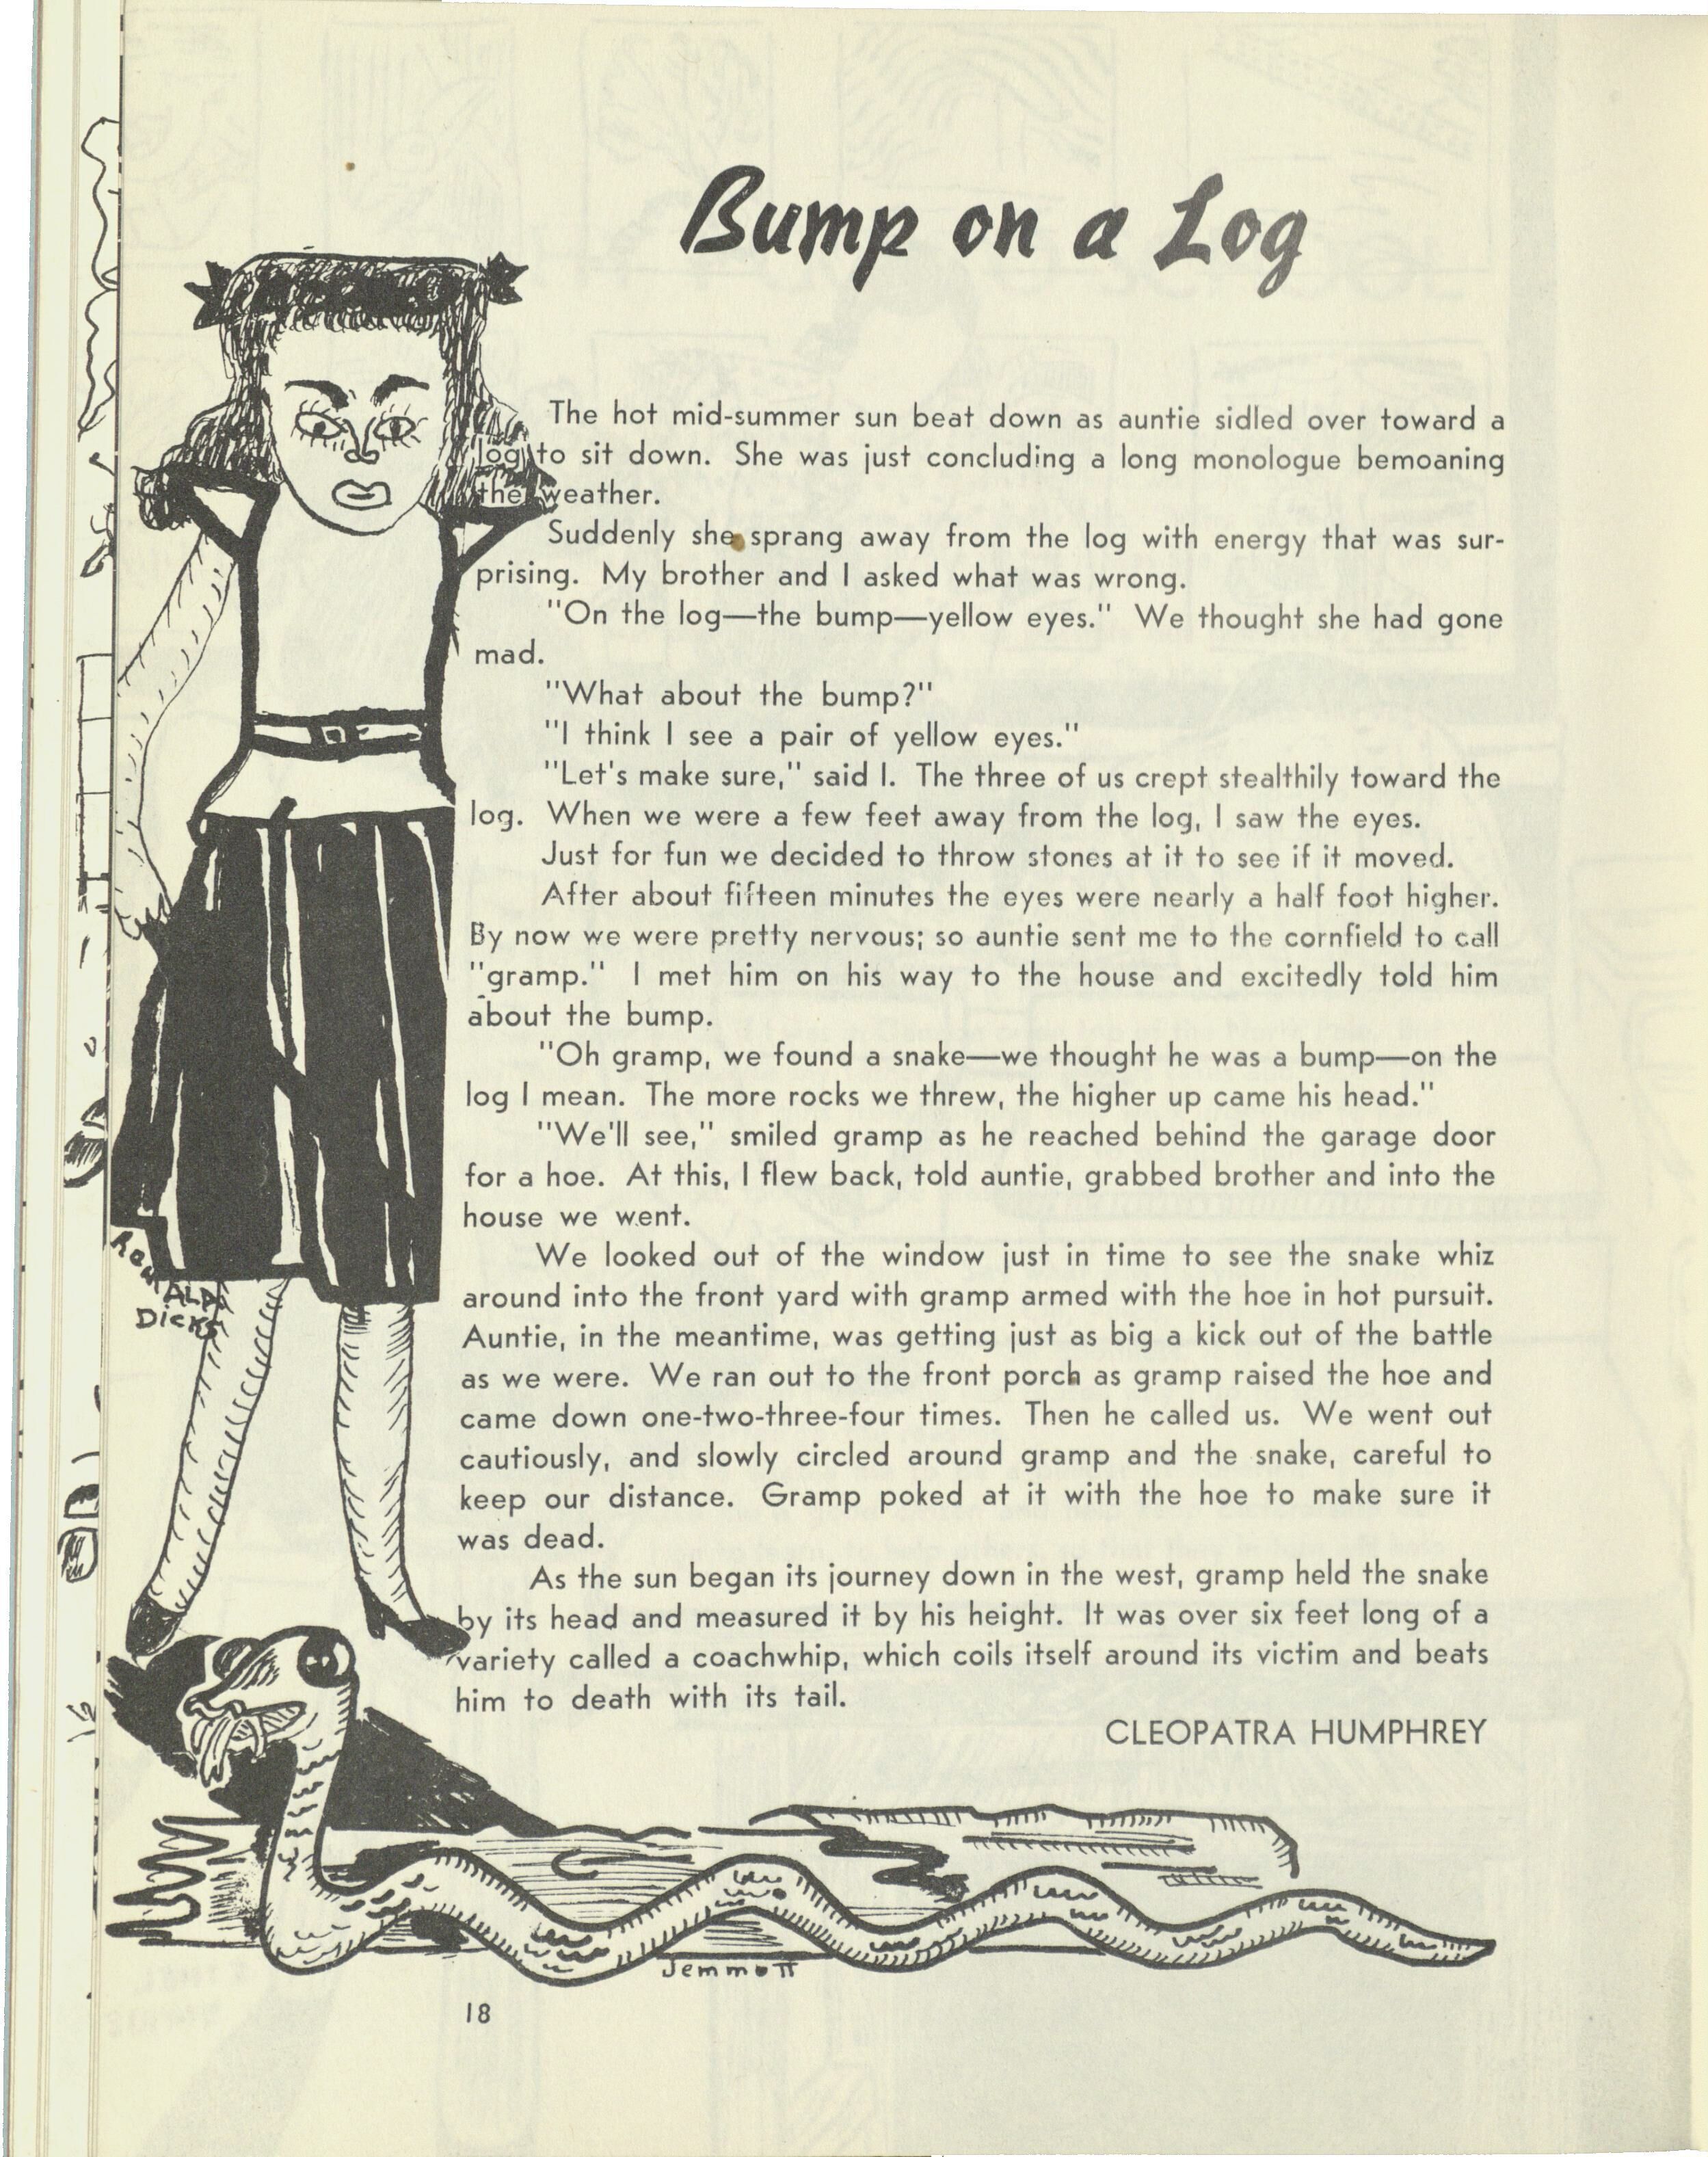 Bump on a Log
The hot mid-summer sun beat down as auntie sidled over toward a
log to sit down. She was just concluding a long monologue bemoaning
the weather.
Suddenly she sprang away from the log with energy that was sur-
prising. My brother and I asked what was wrong.
"On the log—the bump—yellow eyes." We thought she had gone
mad.
"What about the bump?"
"I think I see a pair of yellow eyes."
"Let's make sure," said I. The three of us crept stealthily toward the
log. When we were a few feet away from the log, I saw the eyes.
Just for fun we decided to throw stones at it to see if it moved.
After about fifteen minutes the eyes were nearly a half foot higher.
By now we were pretty nervous; so auntie sent me to the cornfield to call
"gramp." I met him on his way to the house and excitedly told him
about the bump.
"Oh gramp, we found a snake—we thought he was a bump—on the
log I mean. The more rocks we threw, the higher up came his head."
"We'll see," smiled gramp as he reached behind the garage door
for a hoe. At this, I flew back, told auntie, grabbed brother and into the
house we went.
We looked out of the window just in time to see the snake whiz
around into the front yard with gramp armed with the hoe in hot pursuit.
Auntie, in the meantime, was getting just as big a kick out of the battle
as we were. We ran out to the front porch as gramp raised the hoe and
came down one-two-three-four times. Then he called us. We went out
cautiously, and slowly circled around gramp and the snake, careful to
keep our distance. Gramp poked at it with the hoe to make sure it
was dead.
As the sun began its journey down in the west, gramp held the snake
by its head and measured it by his height. It was over six feet long of a
variety called a coachwhip, which coils itself around its victim and beats
him to death with its tail.
CLEOPATRA HUMPHREY
RONALD
DICKS
Jemmott
18